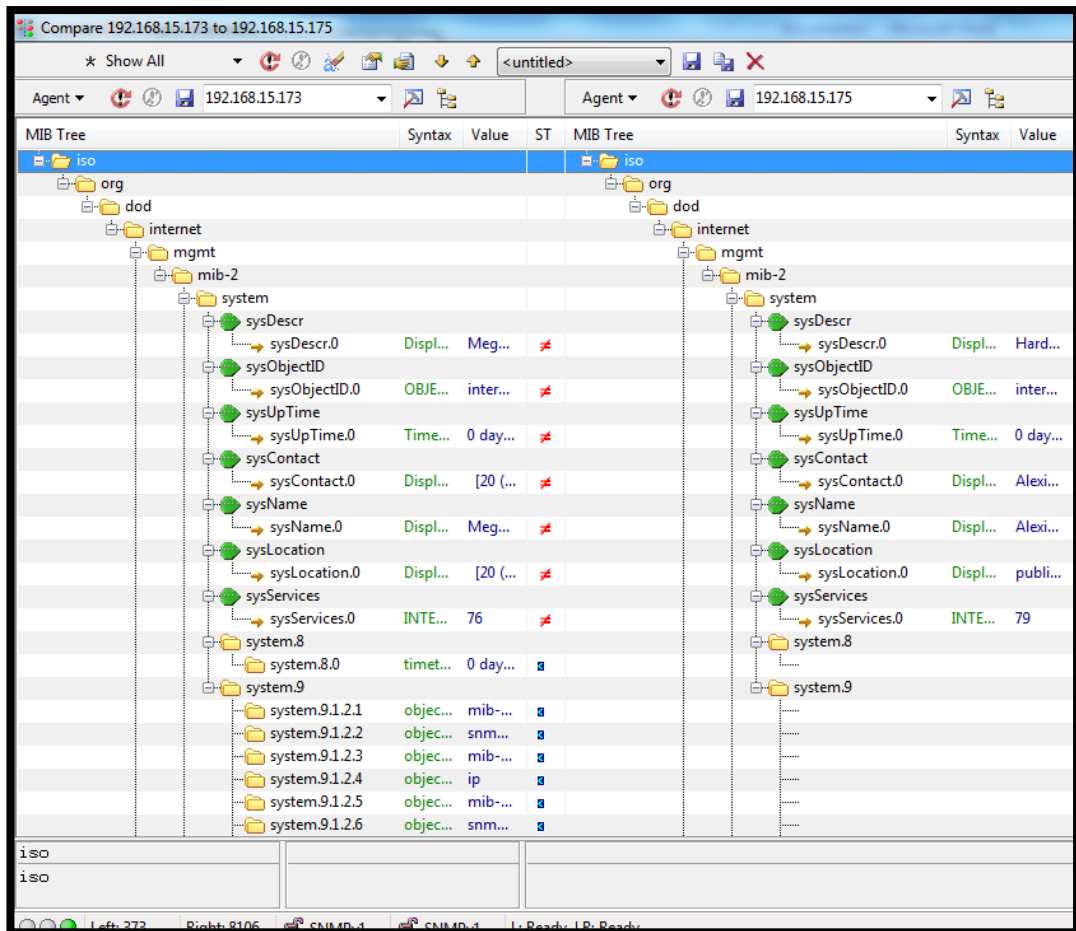 Compare 192.168.15.173 to 192.168.15.175
Show All <untitled>
Agent 192.168.15.173 Agent 192.168.15.175
MIB Tree Syntax Value ST MIB Tree Syntax Value
iso iso
org org
dod dod
internet internet
mgmt mgmt
mib-2 mib-2
system system
sysDescr sysDescr
sysDescr.0 Displ... Meg... ≠ sysDescr.0 Displ... Hard...
sysObjectID sysObjectID
sysObjectID.0 OBJE... inter... ≠ sysObjectID.0 OBJE... inter...
sysUpTime sysUpTime
sysUpTime.0 Time... 0 day... ≠ sysUpTime.0 Time... 0 day...
sysContact sysContact
sysContact.0 Displ... [20 (... ≠ sysContact.0 Displ... Alexi...
sysName sysName
sysName.0 Displ... Meg... ≠ sysName.0 Displ... Alexi...
sysLocation sysLocation
sysLocation.0 Displ... [20 (... ≠ sysLocation.0 Displ... publi...
sysServices sysServices
sysServices.0 INTE... 76 ≠ sysServices.0 INTE... 79
system.8 system.8
system.8.0 timet... 0 day...
system.9 system.9
system.9.1.2.1 objec... mib-...
system.9.1.2.2 objec... snm...
system.9.1.2.3 objec... mib-...
system.9.1.2.4 objec... ip
system.9.1.2.5 objec... mib-...
system.9.1.2.6 objec... snm...
iso
iso
Left: 373 Right: 8106 SNMPv1 SNMPv1 L: Ready R: Ready